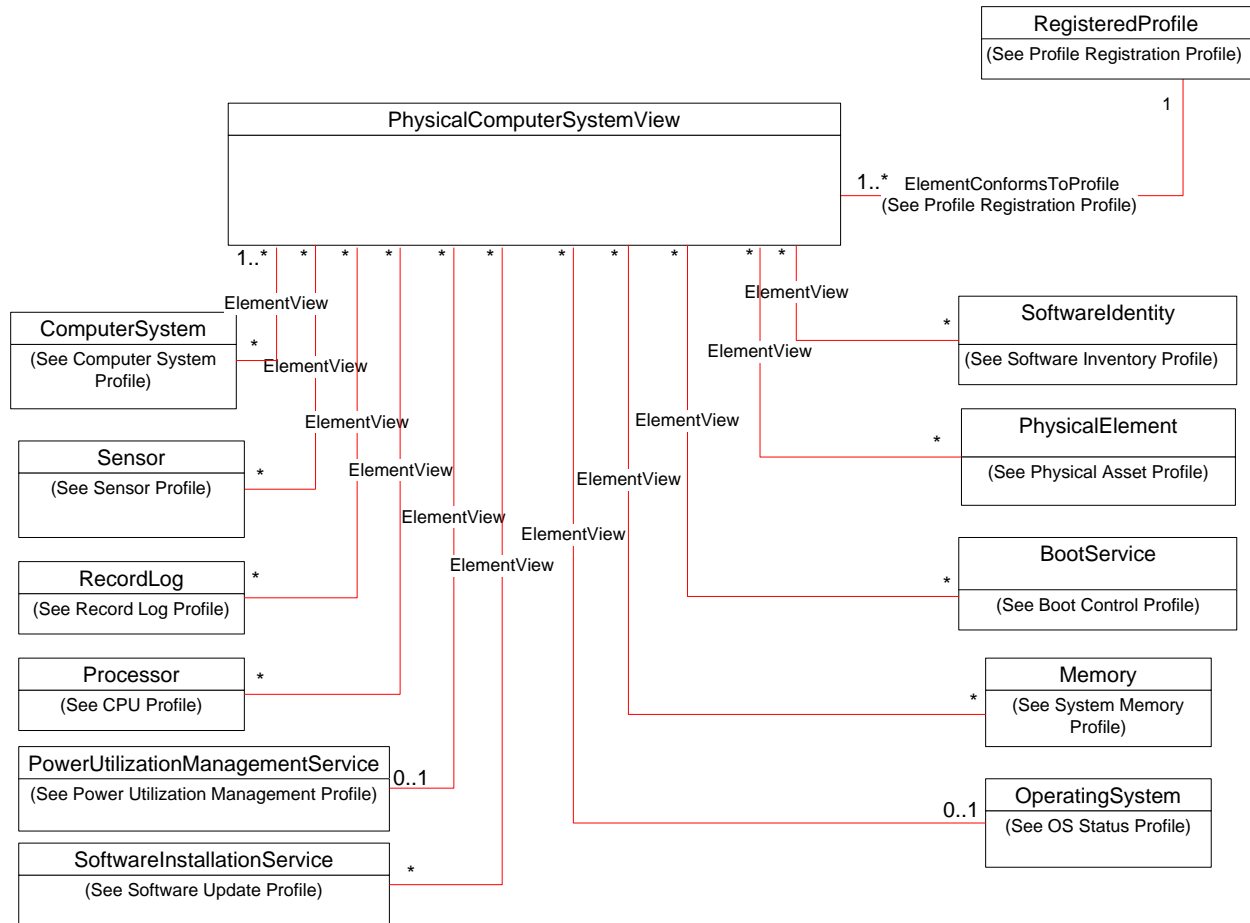 RegisteredProfile
(See Profile Registration Profile)
1
PhysicalComputerSystemView
1..*
ElementConformsToProfile
(See Profile Registration Profile)
1..*
*
*
*
*
*
*
*
*
*
*
ElementView
ElementView
ComputerSystem
(See Computer System
Profile)
*
ElementView
SoftwareIdentity
(See Software Inventory Profile)
*
ElementView
ElementView
ElementView
PhysicalElement
(See Physical Asset Profile)
*
Sensor
(See Sensor Profile)
*
ElementView
ElementView
ElementView
ElementView
ElementView
RecordLog
(See Record Log Profile)
*
BootService
(See Boot Control Profile)
*
Processor
(See CPU Profile)
*
Memory
(See System Memory
Profile)
*
PowerUtilizationManagementService
(See Power Utilization Management Profile)
0..1
OperatingSystem
(See OS Status Profile)
0..1
SoftwareInstallationService
(See Software Update Profile)
*